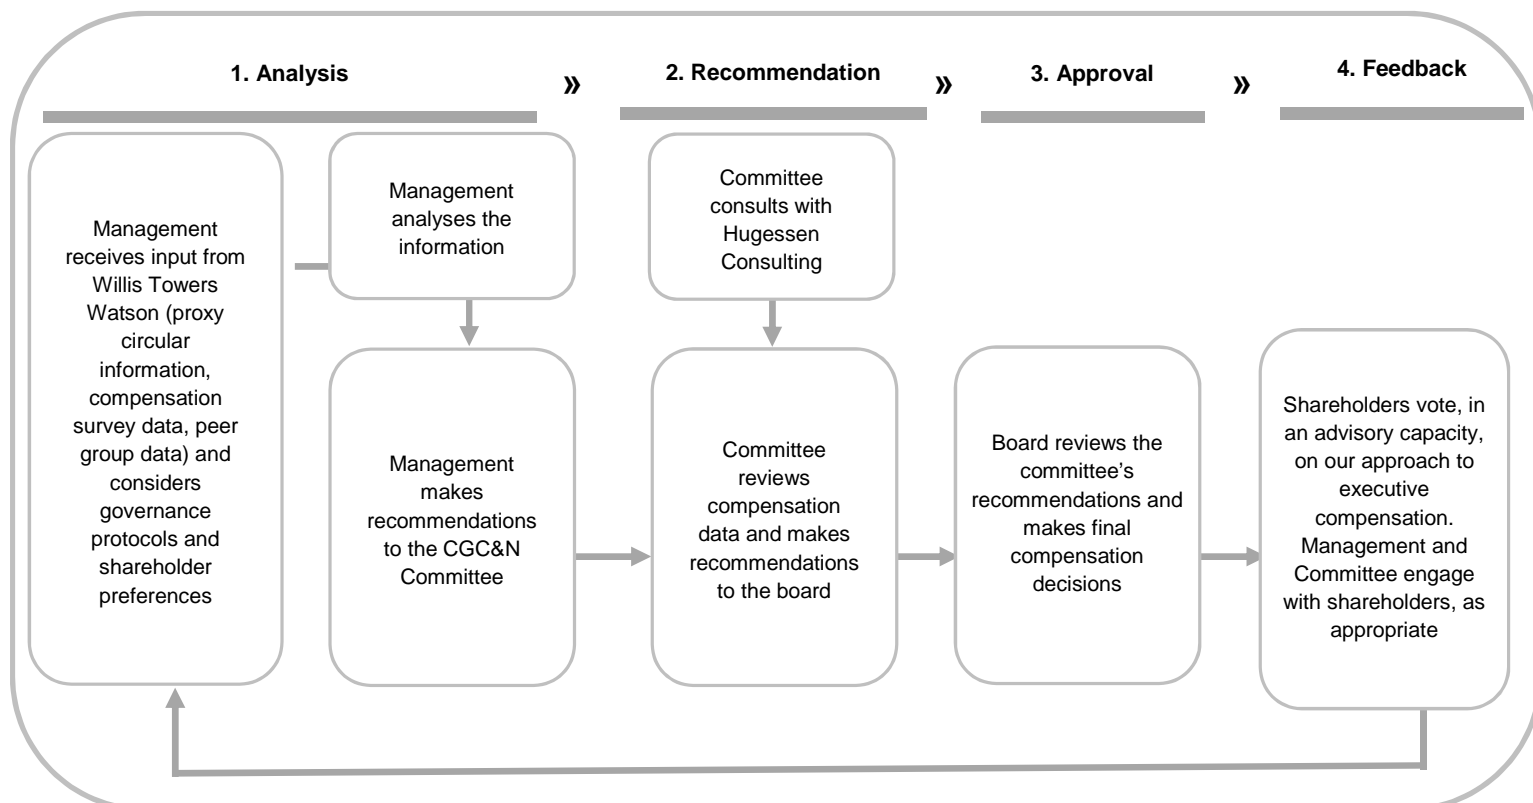 1. Analysis
»
2. Recommendation
»
3. Approval
»
4. Feedback
Management
receives input from
Willis Towers
Watson (proxy
circular
information,
compensation
survey data, peer
group data) and
considers
governance
protocols and
shareholder
preferences
Management
analyses the
information
Management
makes
recommendations
to the CGC&N
Committee
Committee
consults with
Hugessen
Consulting
Committee
reviews
compensation
data and makes
recommendations
to the board
Board reviews the
committee’s
recommendations and
makes final
compensation
decisions
Shareholders vote, in
an advisory capacity,
on our approach to
executive
compensation.
Management and
Committee engage
with shareholders, as
appropriate